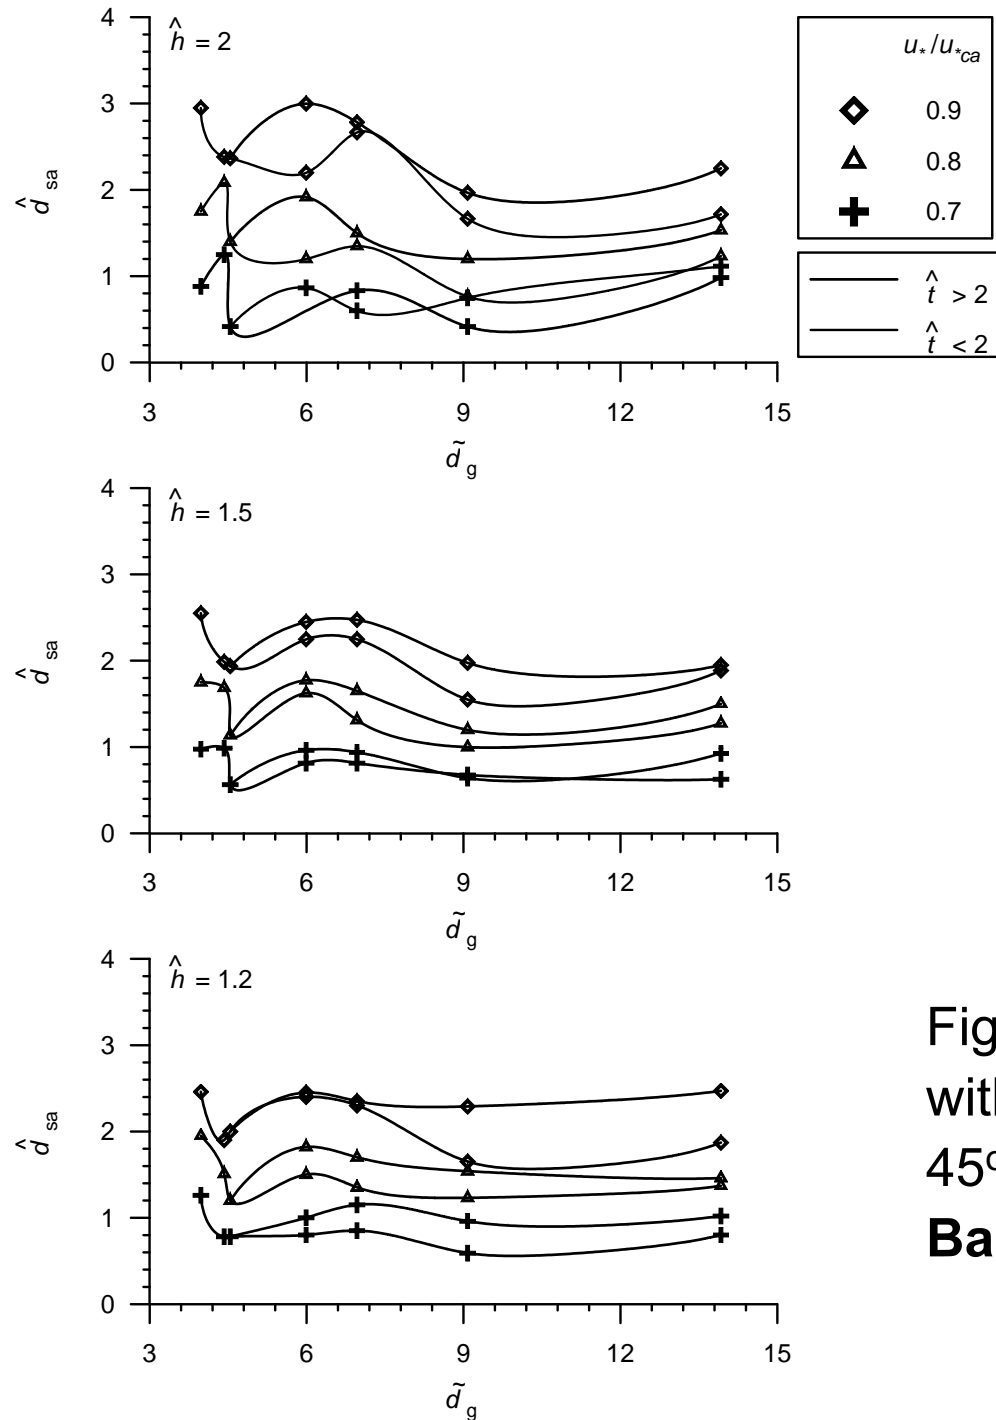 4
ĥ = 2
3
2
1
0
d̂ sa
3 6 9 12 15
d̃ g
u* /u*ca
0.9
0.8
0.7
t̂ > 2
t̂ < 2
4
ĥ = 1.5
3
2
1
0
d̂ sa
3 6 9 12 15
d̃ g
4
ĥ = 1.2
3
2
1
0
d̂ sa
3 6 9 12 15
d̃ g
Fig
with
45º
Ba